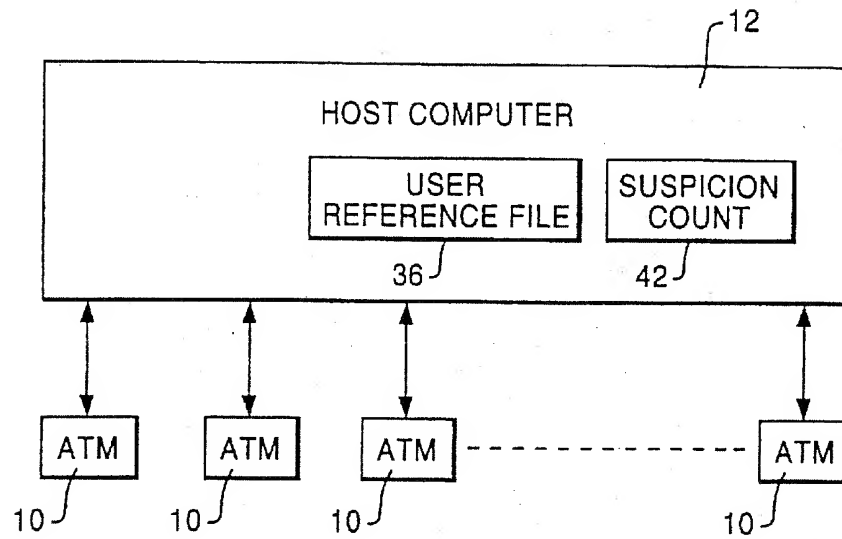 12
HOST COMPUTER
USER
REFERENCE FILE
SUSPICION
COUNT
36
42
ATM
ATM
ATM
ATM
10
10
10
10